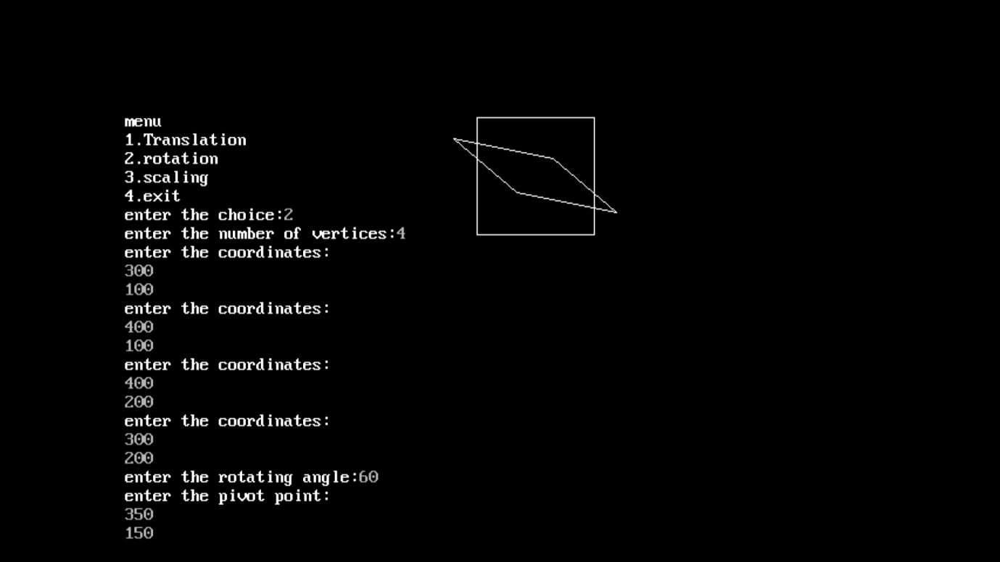 menu
1.Translation
2.rotation
3.scaling
4.exit
enter the choice:2
enter the number of vertices:4
enter the coordinates:
300
100
enter the coordinates:
400
100
enter the coordinates:
400
200
enter the coordinates:
300
200
enter the rotating angle:60
enter the pivot point:
350
150